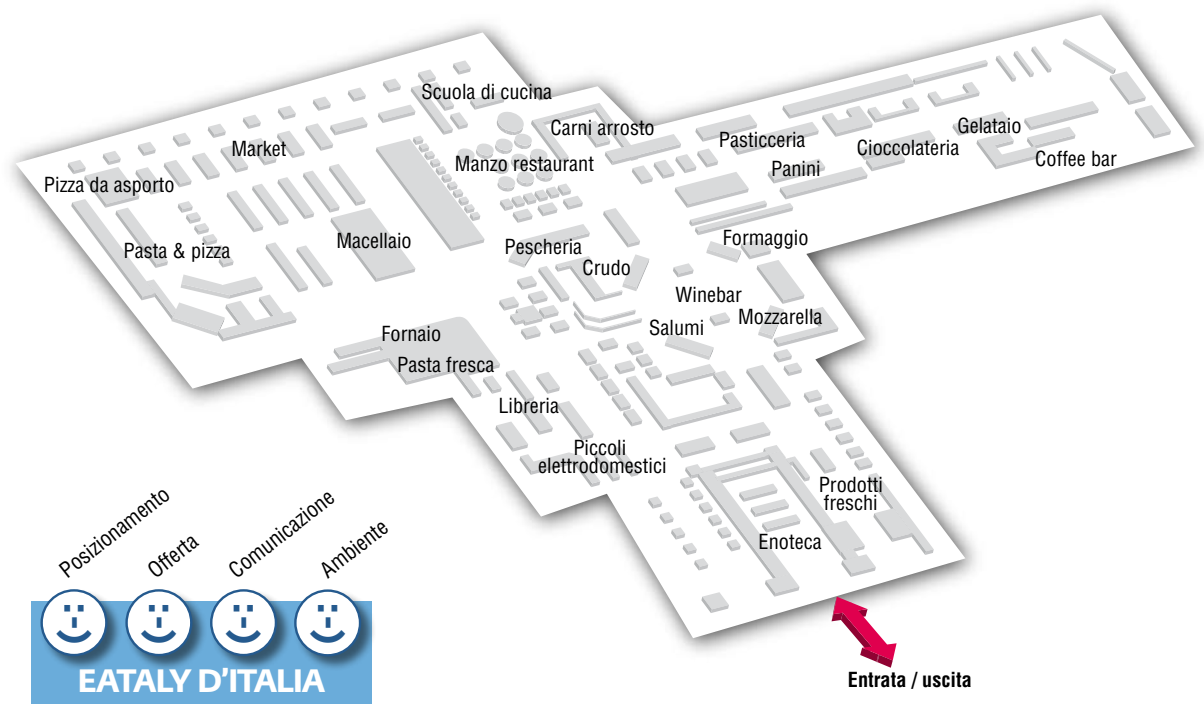 Scuola di cucina
Carni arrosto
Pasticceria
Gelataio
Cioccolateria
Coffee bar
Market
Manzo restaurant
Panini
Pizza da asporto
Pasta & pizza
Macellaio
Pescheria
Crudo
Formaggio
Winebar
Salumi
Mozzarella
Fornaio
Pasta fresca
Libreria
Piccoli
elettrodomestici
Prodotti
freschi
Enoteca
Entrata / uscita
Posizionamento
Offerta
Comunicazione
Ambiente
EATALY D'ITALIA